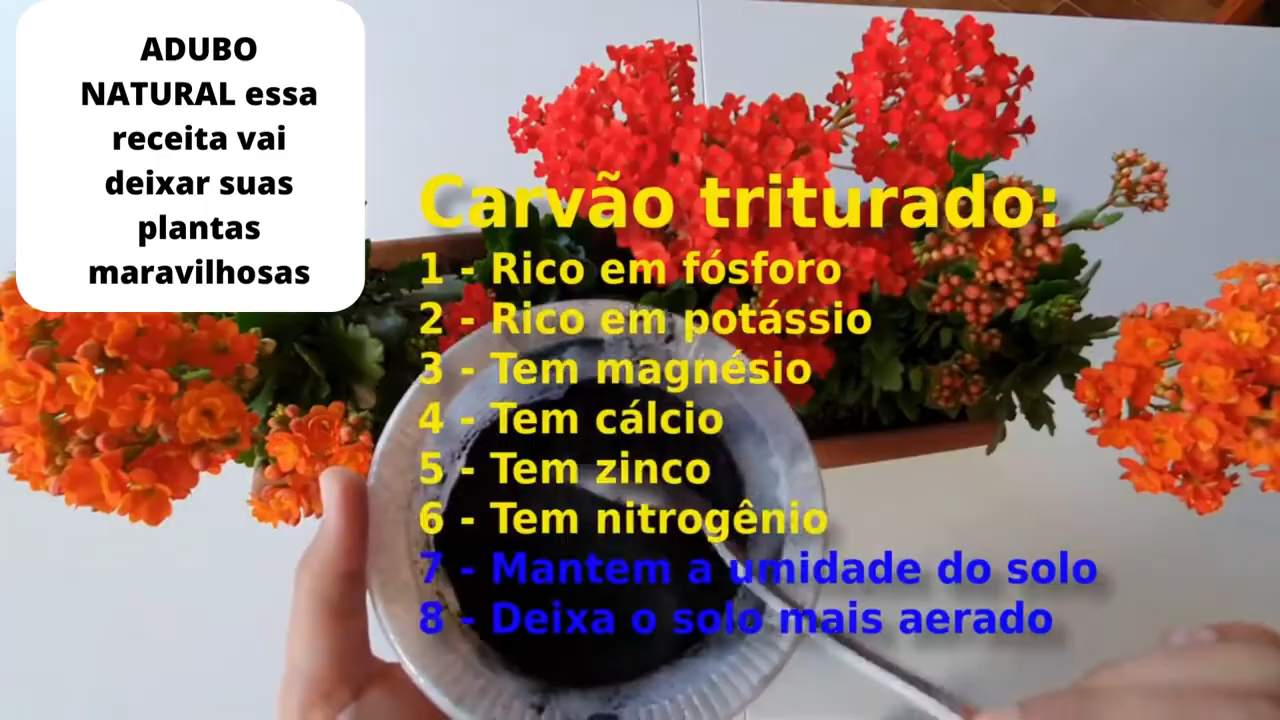 ADUBO
NATURAL essa
receita vai
deixar suas
plantas
maravilhosas
Carvão triturado:
1 - Rico em fósforo
2 - Rico em potássio
3 - Tem magnésio
4 - Tem cálcio
5 - Tem zinco
6 - Tem nitrogênio
7 - Mantem a umidade do solo
8 - Deixa o solo mais aerado